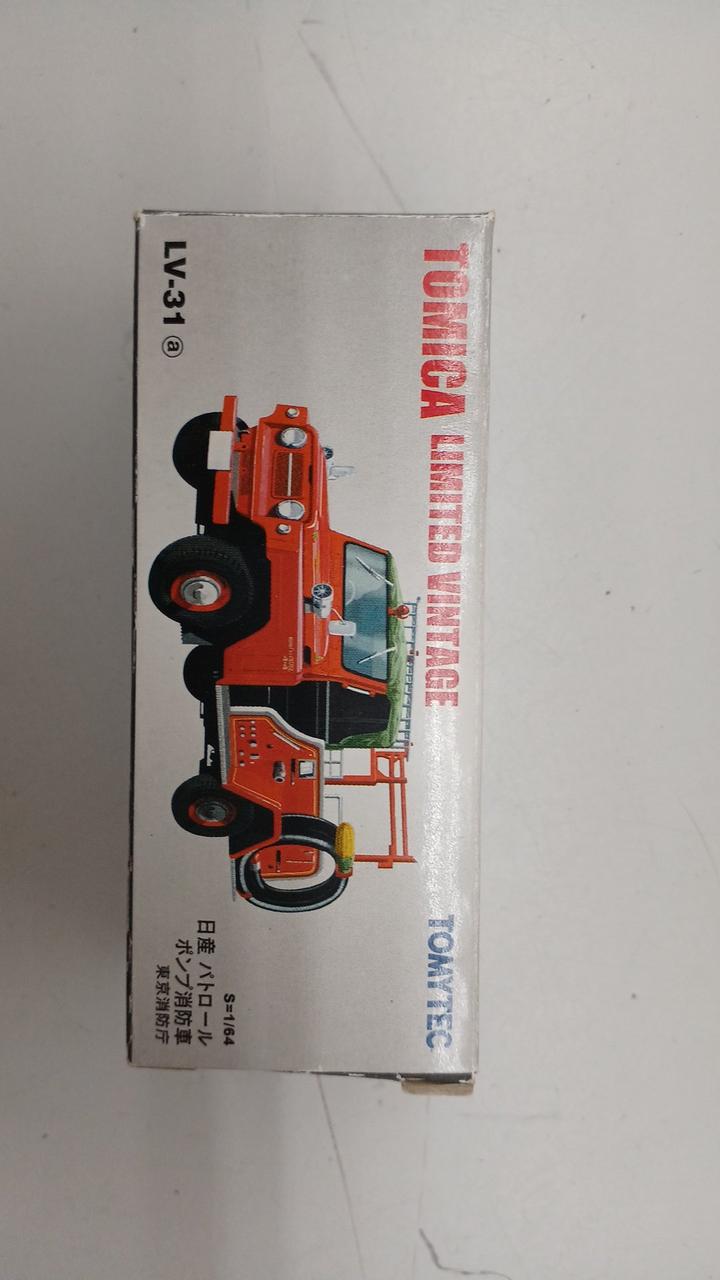 TOMICA LIMITED VINTAGE
TOMYTEC
LV-31 ⓐ
S=1/64
日産 パトロール
ポンプ消防車
東京消防庁